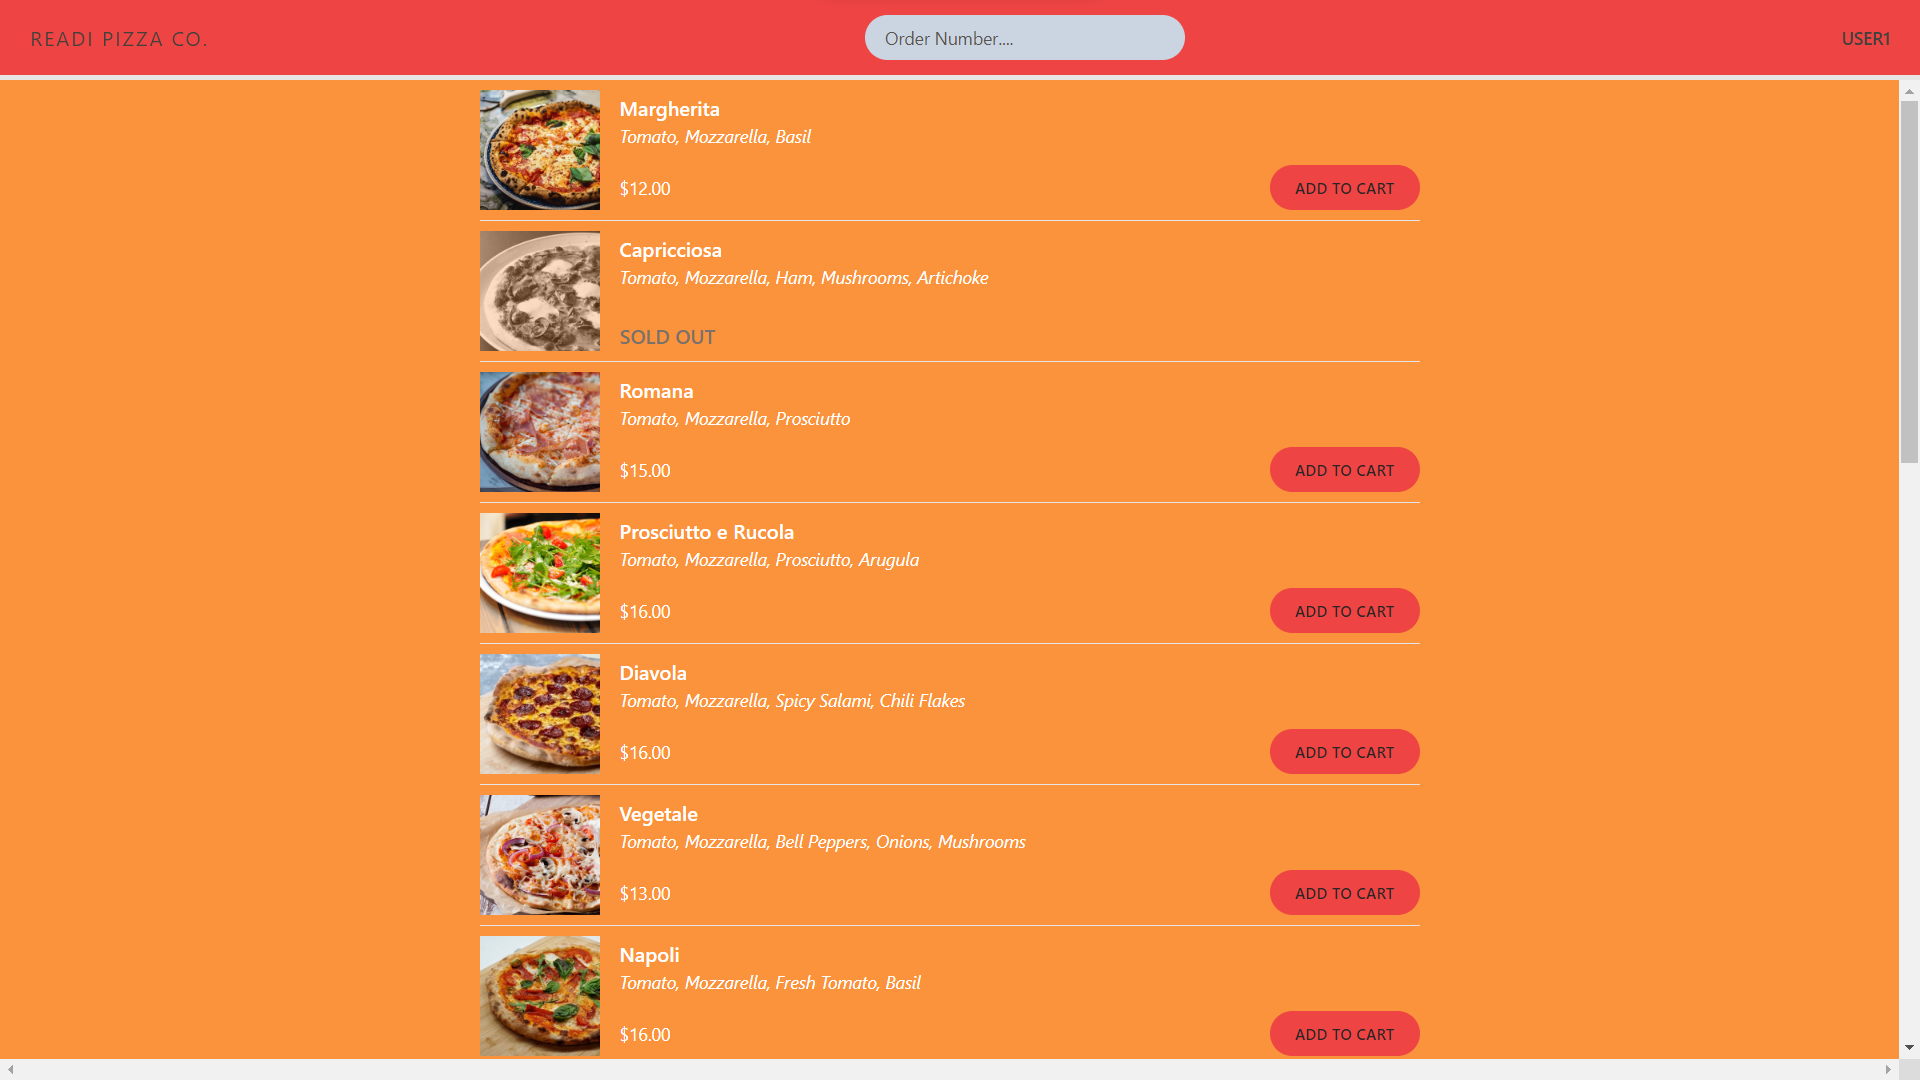 READI PIZZA CO.
Order Number....
USER1
Margherita
Tomato, Mozzarella, Basil
$12.00
ADD TO CART
Capricciosa
Tomato, Mozzarella, Ham, Mushrooms, Artichoke
SOLD OUT
Romana
Tomato, Mozzarella, Prosciutto
$15.00
ADD TO CART
Prosciutto e Rucola
Tomato, Mozzarella, Prosciutto, Arugula
$16.00
ADD TO CART
Diavola
Tomato, Mozzarella, Spicy Salami, Chili Flakes
$16.00
ADD TO CART
Vegetale
Tomato, Mozzarella, Bell Peppers, Onions, Mushrooms
$13.00
ADD TO CART
Napoli
Tomato, Mozzarella, Fresh Tomato, Basil
$16.00
ADD TO CART